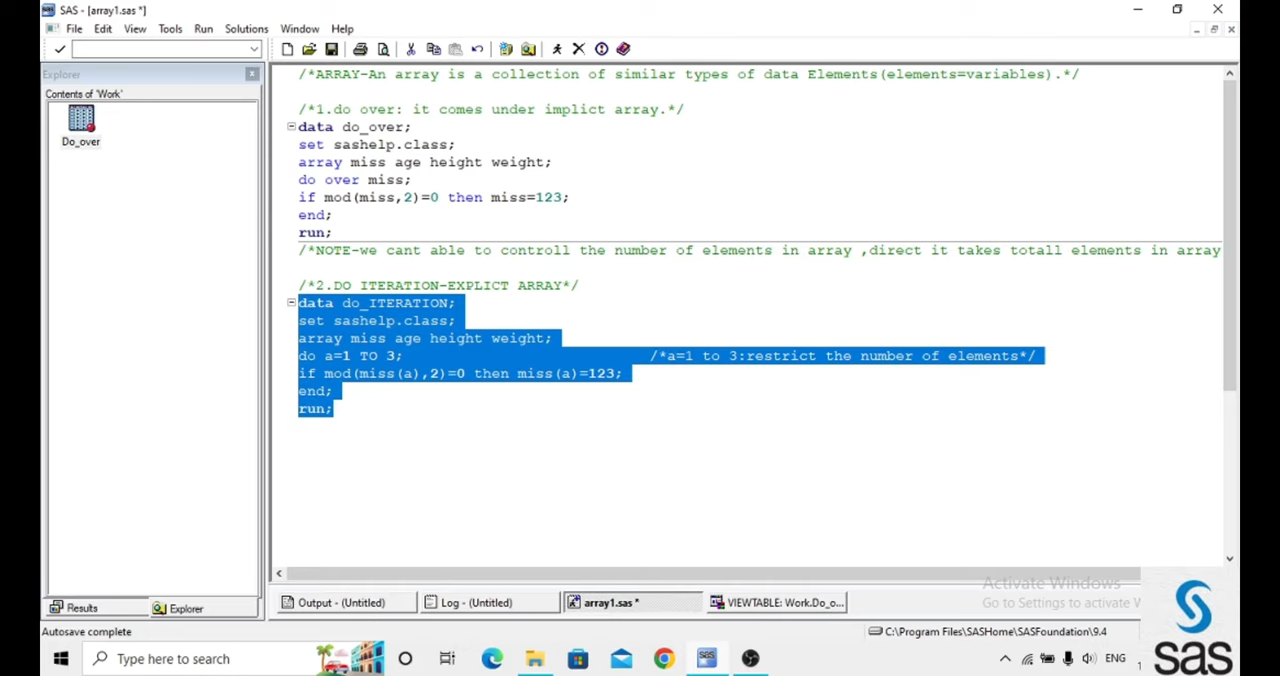 SAS - [array1.sas *]
File Edit View Tools Run Solutions Window Help
Explorer
Contents of 'Work'
Do_over
/*ARRAY-An array is a collection of similar types of data Elements(elements=variables).*/
/*1.do over: it comes under implict array.*/
data do_over;
set sashelp.class;
array miss age height weight;
do over miss;
if mod(miss,2)=0 then miss=123;
end;
run;
/*NOTE-we cant able to controll the number of elements in array ,direct it takes totall elements in array
/*2.DO ITERATION-EXPLICT ARRAY*/
data do_ITERATION;
set sashelp.class;
array miss age height weight;
do a=1 TO 3; /*a=1 to 3:restrict the number of elements*/
if mod(miss(a),2)=0 then miss(a)=123;
end;
run;
Activate Windows
Go to Settings to activate W
Results Explorer
Output - (Untitled) Log - (Untitled) array1.sas * VIEWTABLE: Work.Do_o...
Autosave complete C:\Program Files\SASHome\SASFoundation\9.4
Type here to search SAS ENG
sas